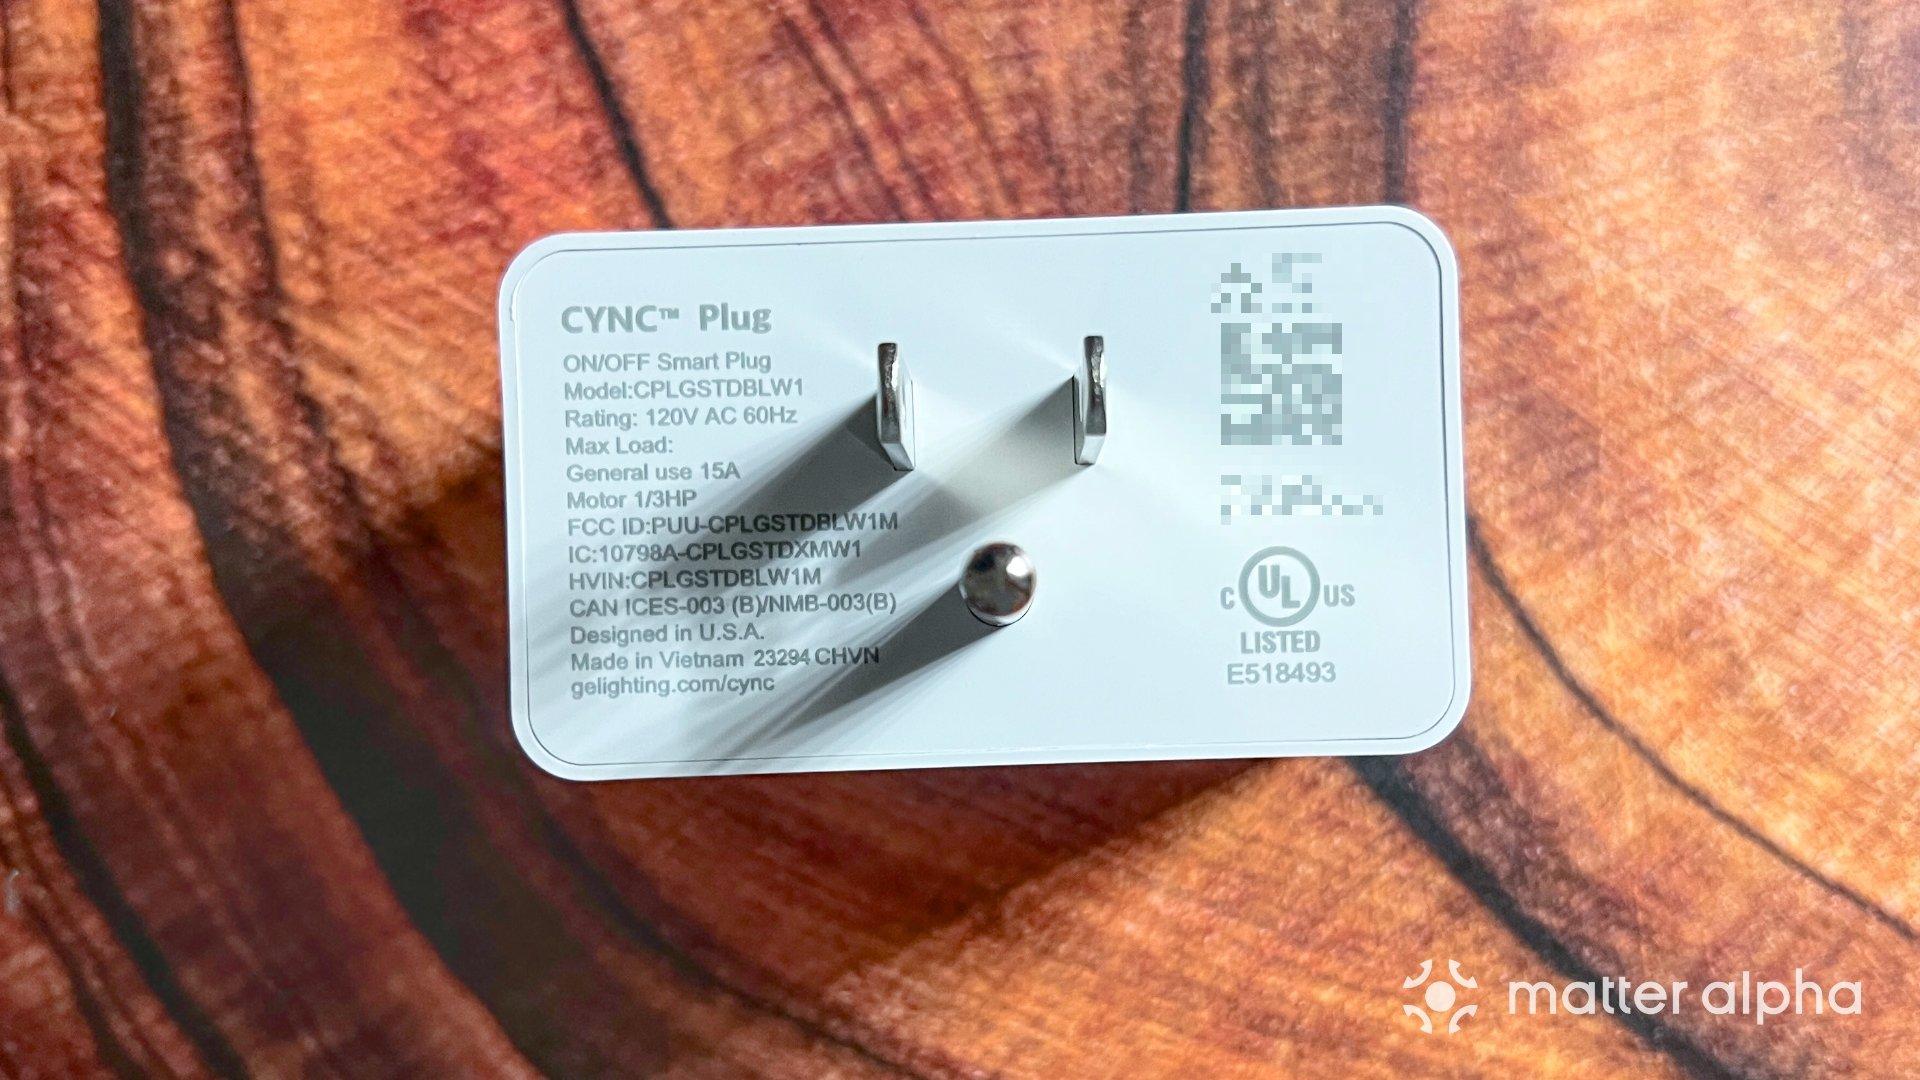 CYNC™ Plug
ON/OFF Smart Plug
Model:CPLGSTDBLW1
Rating: 120V AC 60Hz
Max Load:
General use 15A
Motor 1/3HP
FCC ID:PUU-CPLGSTDBLW1M
IC:10798A-CPLGSTDXMW1
HVIN:CPLGSTDBLW1M
CAN ICES-003 (B)/NMB-003(B)
Designed in U.S.A.
Made in Vietnam 23294 CHVN
gelighting.com/cync
C UL US
LISTED
E518493
matter alpha